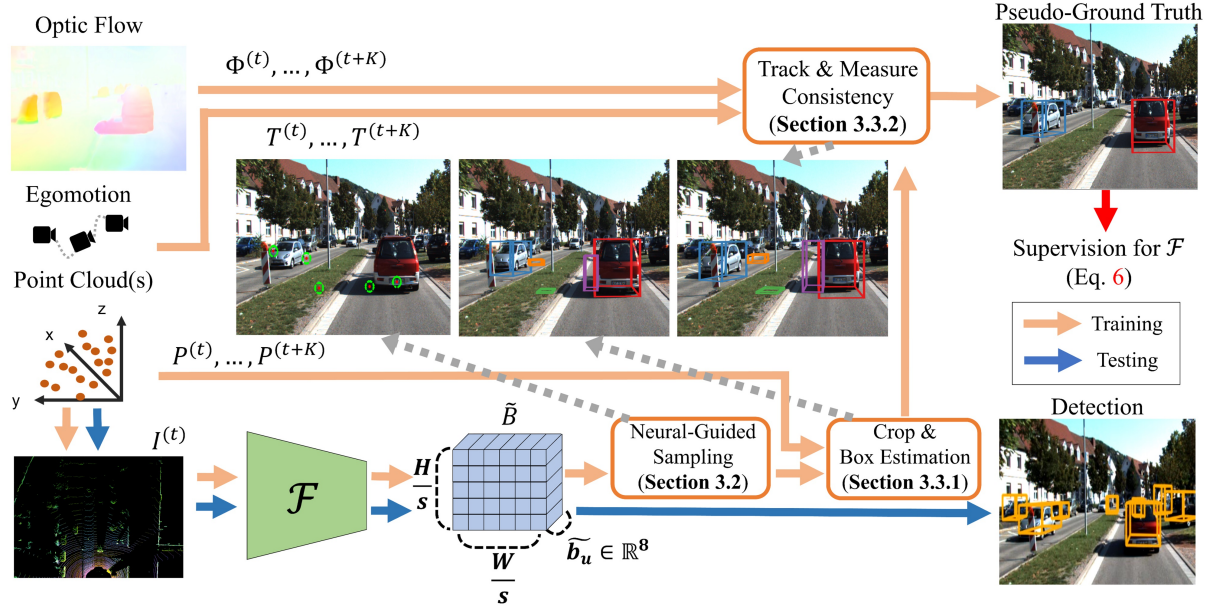 Optic Flow
Φ^(t), ..., Φ^(t+K)
Track & Measure
Consistency
(Section 3.3.2)
Pseudo-Ground Truth
T^(t), ..., T^(t+K)
Egomotion
Point Cloud(s)
z
x
y
P^(t), ..., P^(t+K)
Supervision for ℱ
(Eq. 6)
Training
Testing
I^(t)
ℱ
B̃
H
s
W
s
b̃_u ∈ ℝ^8
Neural-Guided
Sampling
(Section 3.2)
Crop &
Box Estimation
(Section 3.3.1)
Detection